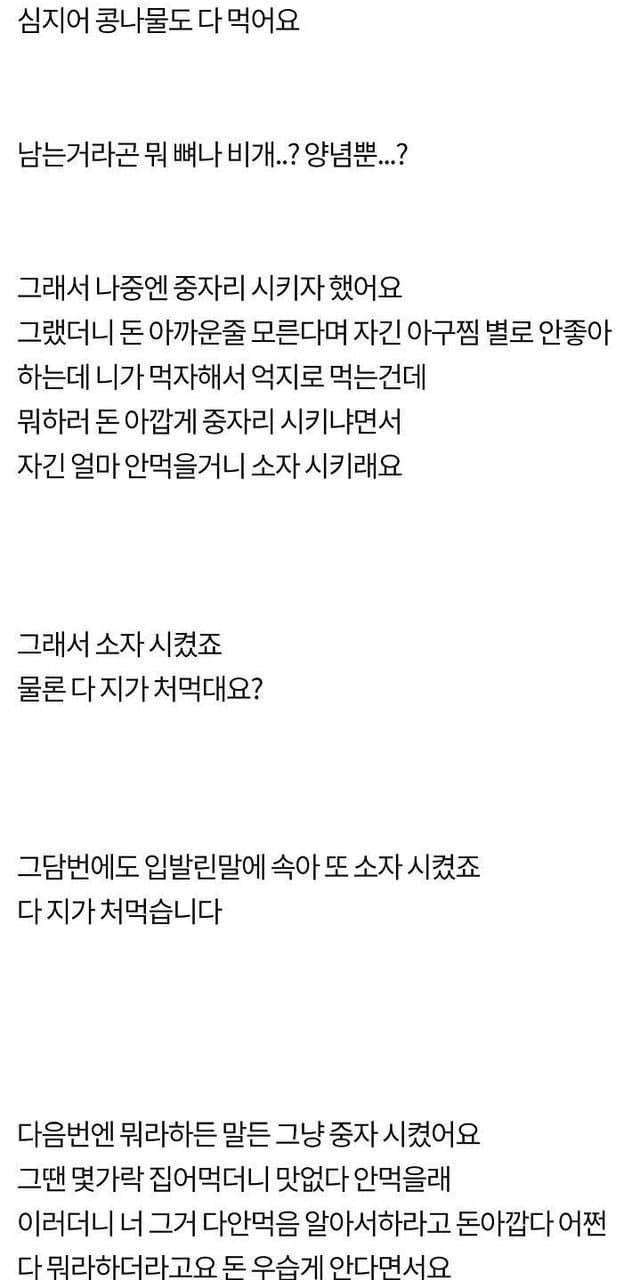 심지어 콩나물도 다 먹어요
남는거라곤 뭐 뼈나 비개..? 양념뿐...?
그래서 나중엔 중자리 시키자 했어요
그랬더니 돈 아까운줄 모른다며 자긴 아구찜 별로 안좋아
하는데 니가 먹자해서 억지로 먹는건데
뭐하러 돈 아깝게 중자리 시키냐면서
자긴 얼마 안먹을거니 소자 시키래요
그래서 소자 시켰죠
물론 다 지가 처먹대요?
그담번에도 입발린말에 속아 또 소자 시켰죠
다 지가 처먹습니다
다음번엔 뭐라하든 말든 그냥 중자 시켰어요
그땐 몇가락 집어먹더니 맛없다 안먹을래
이러더니 너 그거 다안먹음 알아서하라고 돈아깝다 어쩐
다 뭐라하더라고요 돈 우습게 안다면서요